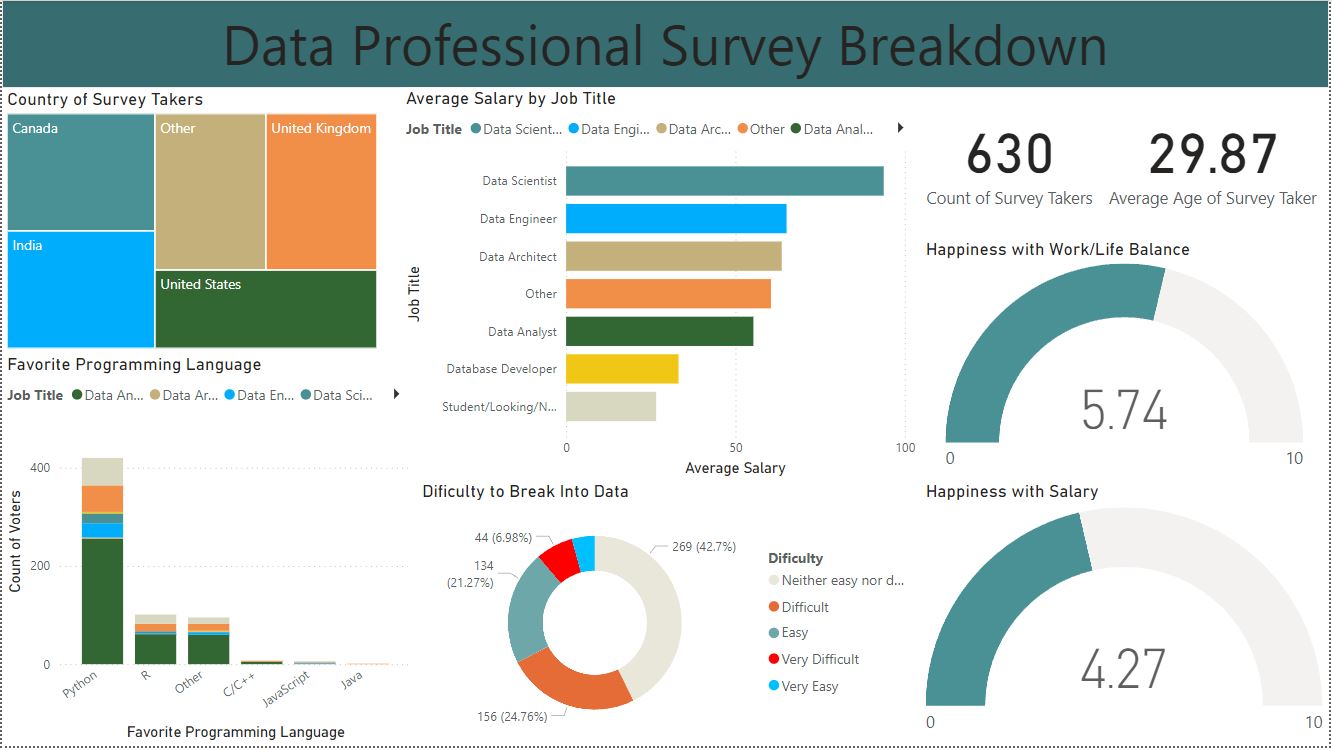 Data Professional Survey Breakdown
Country of Survey Takers
Canada
Other
United Kingdom
India
United States
Average Salary by Job Title
Job Title Data Scient... Data Engi... Data Arc... Other Data Anal...
Job Title
Data Scientist
Data Engineer
Data Architect
Other
Data Analyst
Database Developer
Student/Looking/N...
0 50 100
Average Salary
630
Count of Survey Takers
29.87
Average Age of Survey Taker
Happiness with Work/Life Balance
5.74
0 10
Favorite Programming Language
Job Title Data An... Data Ar... Data En... Data Sci...
Count of Voters
400
200
0
Python R Other C/C++ JavaScript Java
Favorite Programming Language
Dificulty to Break Into Data
44 (6.98%)
269 (42.7%)
134
(21.27%)
156 (24.76%)
Dificulty
Neither easy nor d...
Difficult
Easy
Very Difficult
Very Easy
Happiness with Salary
4.27
0 10